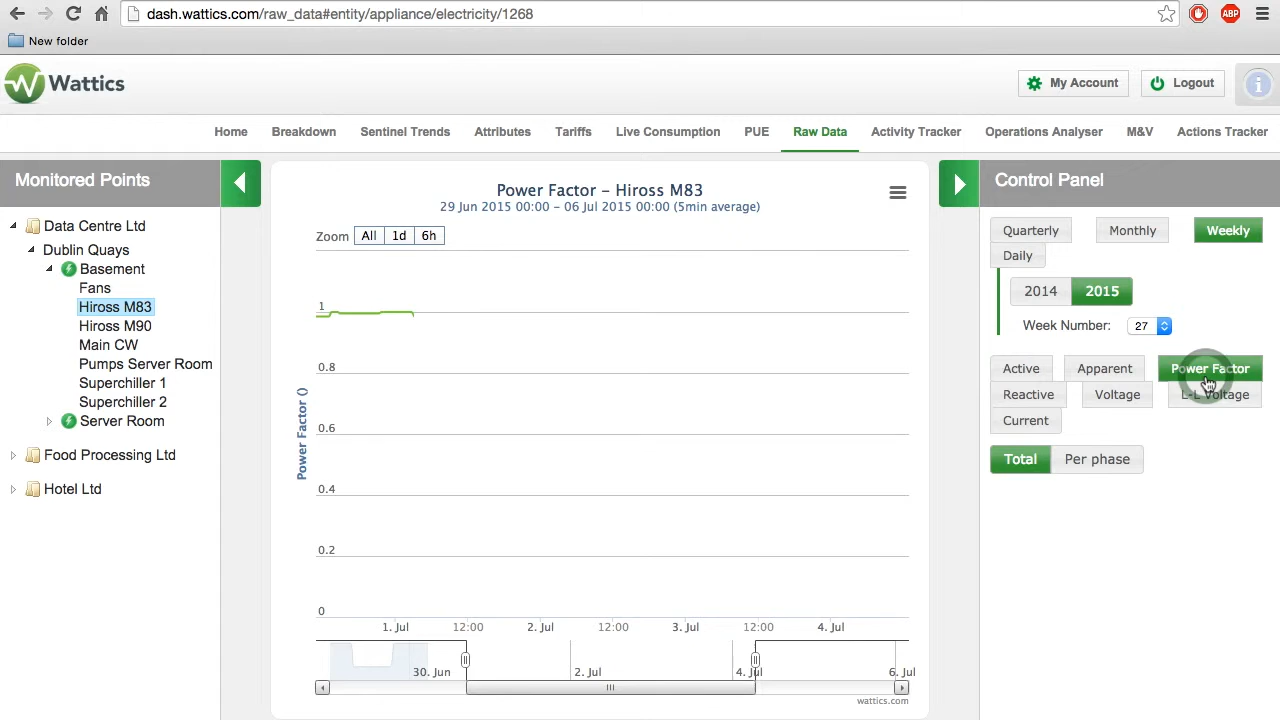 dash.wattics.com/raw_data#entity/appliance/electricity/1268
ABP
New folder
Wattics
My Account
Logout
i
Home
Breakdown
Sentinel Trends
Attributes
Tariffs
Live Consumption
PUE
Raw Data
Activity Tracker
Operations Analyser
M&V
Actions Tracker
Monitored Points
Data Centre Ltd
Dublin Quays
Basement
Fans
Hiross M83
Hiross M90
Main CW
Pumps Server Room
Superchiller 1
Superchiller 2
Server Room
Food Processing Ltd
Hotel Ltd
Power Factor – Hiross M83
29 Jun 2015 00:00 – 06 Jul 2015 00:00 (5min average)
Zoom All 1d 6h
Power Factor ()
1
0.8
0.6
0.4
0.2
0
1. Jul 12:00 2. Jul 12:00 3. Jul 12:00 4. Jul
30. Jun 2. Jul 4. Jul 6. Jul
wattics.com
Control Panel
Quarterly Monthly Weekly
Daily
2014 2015
Week Number: 27
Active Apparent Power Factor
Reactive Voltage L-L Voltage
Current
Total Per phase